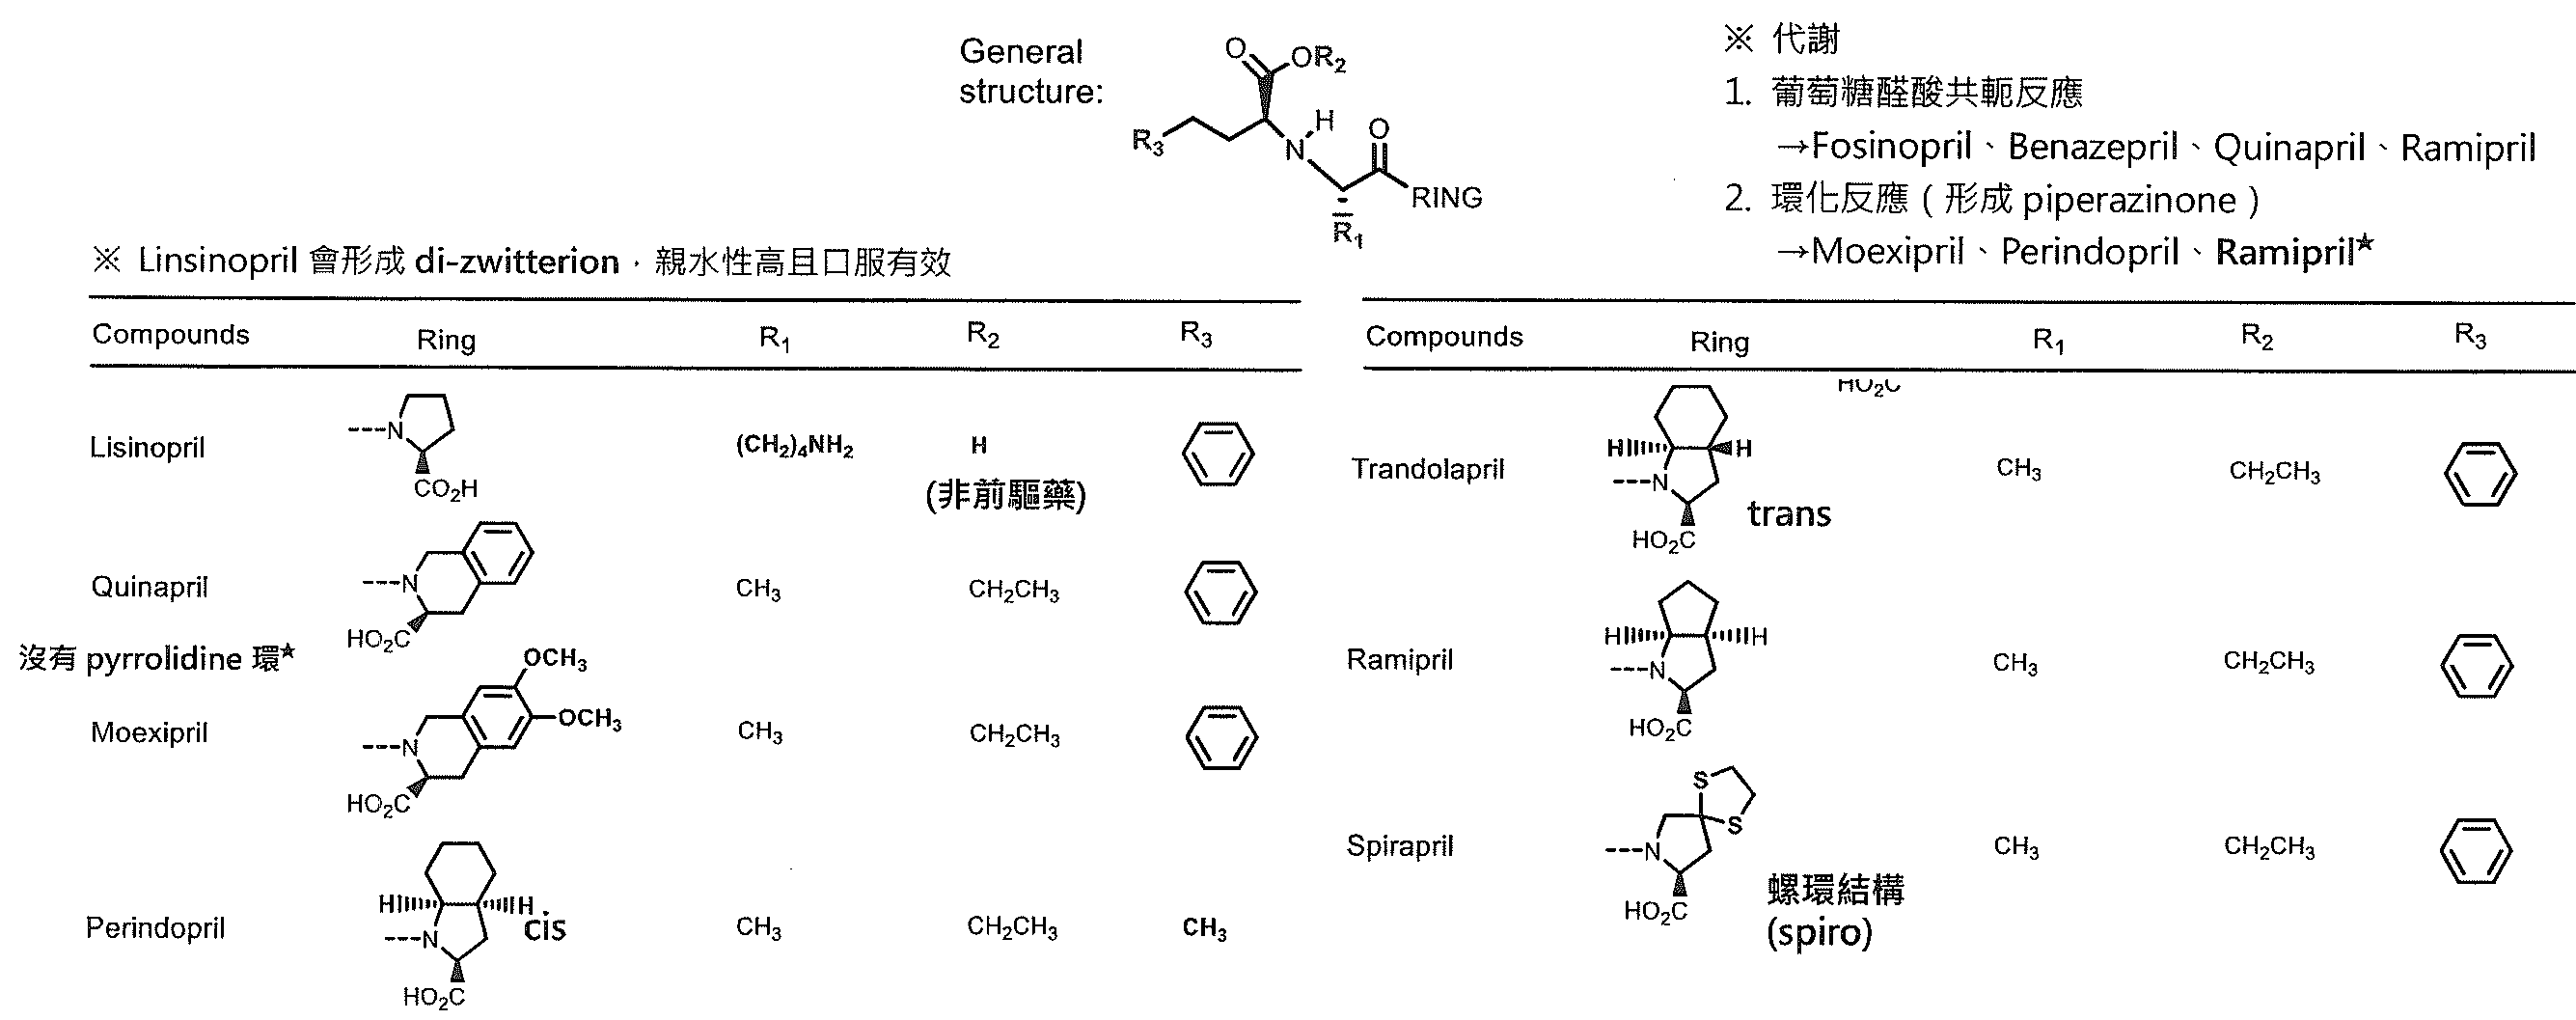 General
structure:
O
OR₂
H
N
O
R₃
RING
R₁
※ 代謝
1. 葡萄糖醛酸共軛反應
→Fosinopril、Benazepril、Quinapril、Ramipril
2. 環化反應（形成 piperazinone）
→Moexipril、Perindopril、Ramipril★
※ Linsinopril 會形成 di-zwitterion，親水性高且口服有效
Compounds Ring R₁ R₂ R₃
Lisinopril N CO₂H (CH₂)₄NH₂ H
(非前驅藥)
Quinapril N HO₂C CH₃ CH₂CH₃
沒有 pyrrolidine 環★
Moexipril N HO₂C OCH₃ OCH₃ CH₃ CH₂CH₃
Perindopril H H N HO₂C cis CH₃ CH₂CH₃ CH₃
Compounds Ring R₁ R₂ R₃
HO₂C
Trandolapril H H N HO₂C trans CH₃ CH₂CH₃
Ramipril H H N HO₂C CH₃ CH₂CH₃
Spirapril S S N HO₂C CH₃ CH₂CH₃
螺環結構
(spiro)